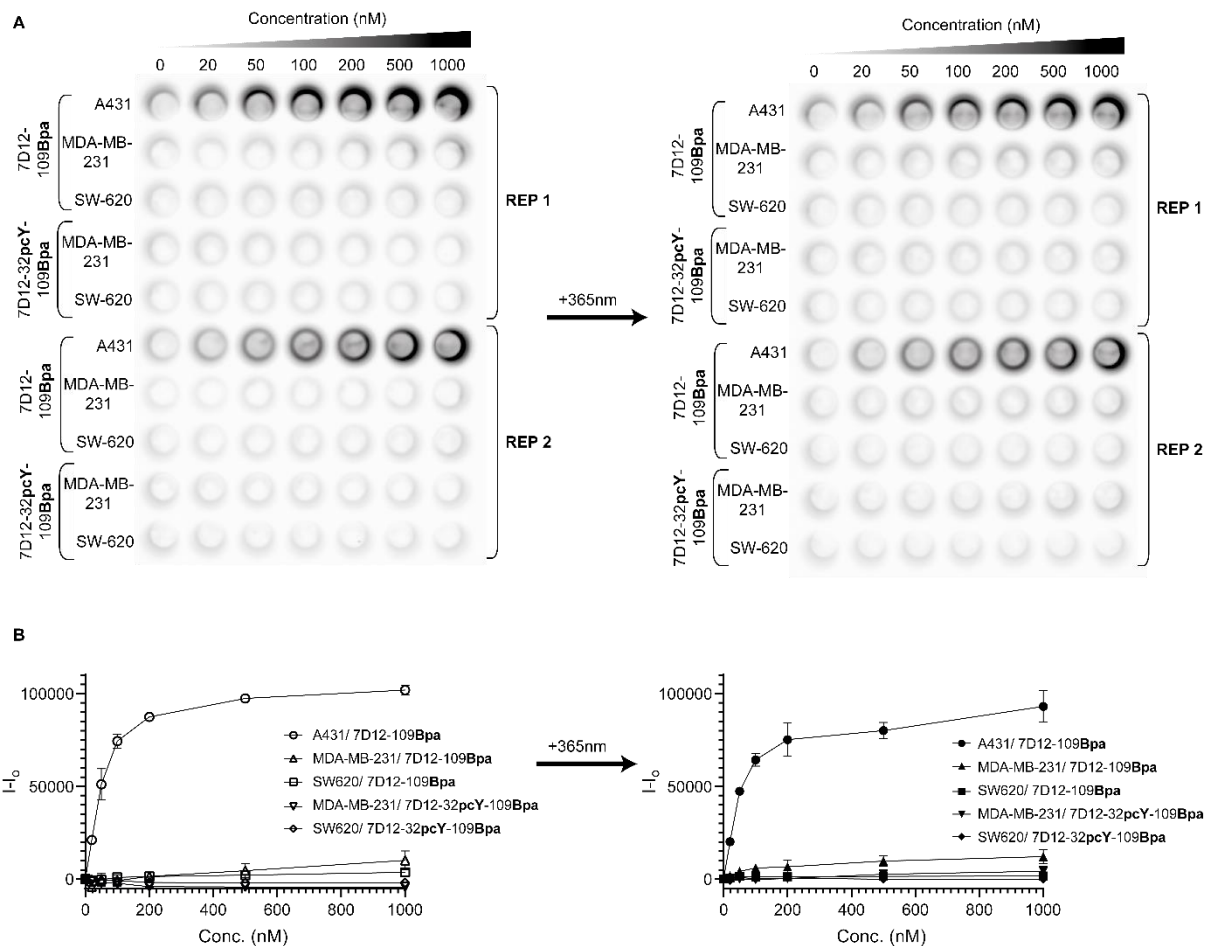 A
Concentration (nM)
0 20 50 100 200 500 1000
7D12-
109Bpa
A431
MDA-MB-
231
SW-620
7D12-32pcY-
109Bpa
MDA-MB-
231
SW-620
REP 1
7D12-
109Bpa
A431
MDA-MB-
231
SW-620
7D12-32pcY-
109Bpa
MDA-MB-
231
SW-620
REP 2
+365nm
Concentration (nM)
0 20 50 100 200 500 1000
7D12-
109Bpa
A431
MDA-MB-
231
SW-620
7D12-32pcY-
109Bpa
MDA-MB-
231
SW-620
REP 1
7D12-
109Bpa
A431
MDA-MB-
231
SW-620
7D12-32pcY-
109Bpa
MDA-MB-
231
SW-620
REP 2
B
I-Io
100000
50000
0
0 200 400 600 800 1000
Conc. (nM)
A431/ 7D12-109Bpa
MDA-MB-231/ 7D12-109Bpa
SW620/ 7D12-109Bpa
MDA-MB-231/ 7D12-32pcY-109Bpa
SW620/ 7D12-32pcY-109Bpa
+365nm
I-Io
100000
50000
0
0 200 400 600 800 1000
Conc. (nM)
A431/ 7D12-109Bpa
MDA-MB-231/ 7D12-109Bpa
SW620/ 7D12-109Bpa
MDA-MB-231/ 7D12-32pcY-109Bpa
SW620/ 7D12-32pcY-109Bpa